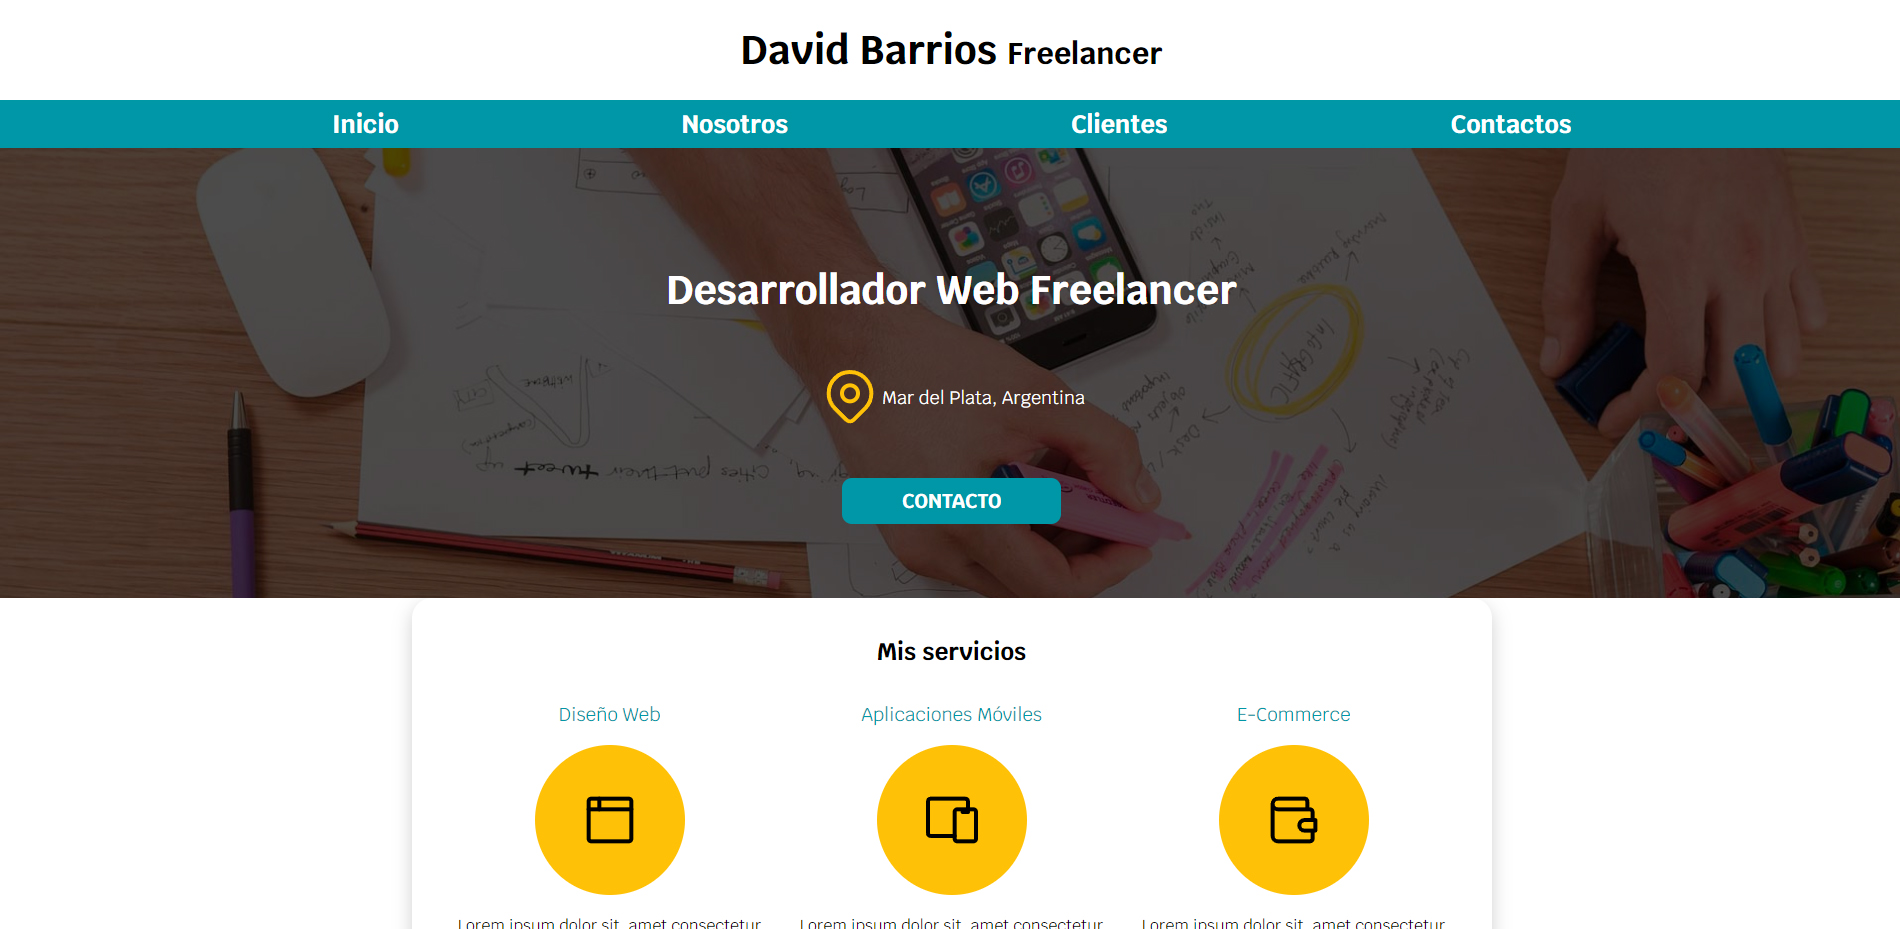 David Barrios Freelancer
Inicio Nosotros Clientes Contactos
Desarrollador Web Freelancer
Mar del Plata, Argentina
CONTACTO
Mis servicios
Diseño Web Aplicaciones Móviles E-Commerce
Lorem ipsum dolor sit, amet consectetur Lorem ipsum dolor sit, amet consectetur Lorem ipsum dolor sit, amet consectetur